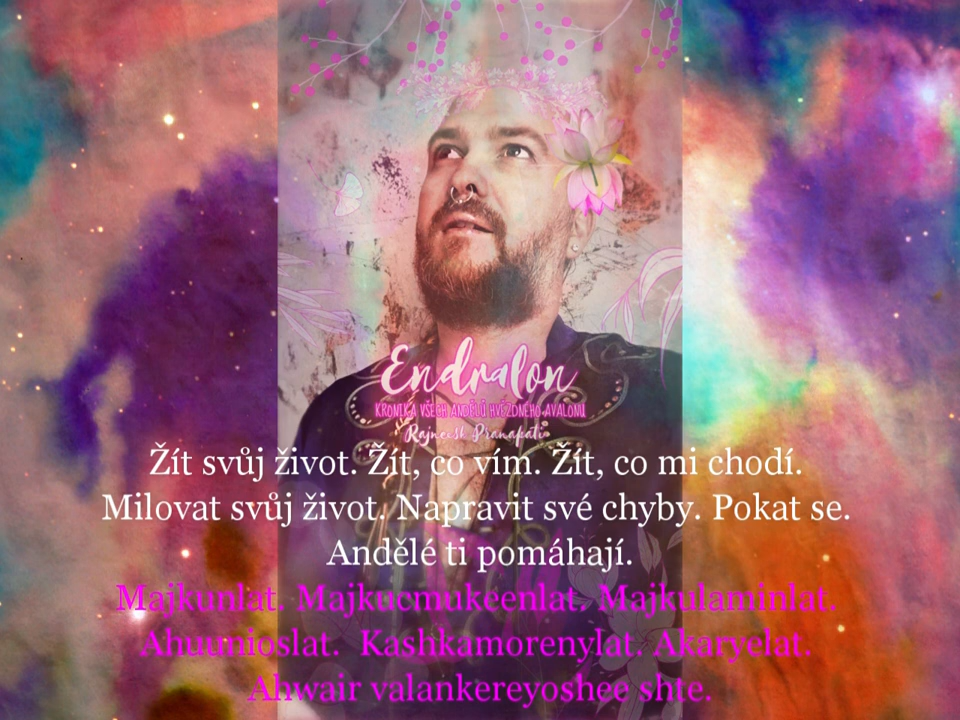 Endralon
KRONIKA VŠECH ANDĚLŮ HVĚZDNÉHO AVALONU
Rajneesh Pranapati
Žít svůj život. Žít, co vím. Žít, co mi chodí.
Milovat svůj život. Napravit své chyby. Pokat se.
Andělé ti pomáhají.
Majkunlat. Majkucmukeenlat. Majkulaminlat.
Ahuunioslat. Kashkamorenylat. Akaryelat.
Ahwair valankereyoshee shte.